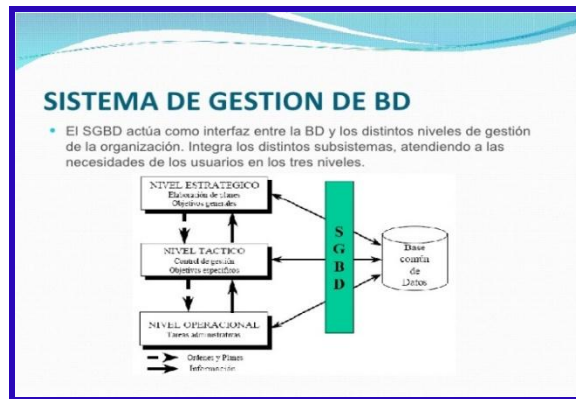 SISTEMA DE GESTION DE BD
• El SGBD actúa como interfaz entre la BD y los distintos niveles de gestión
de la organización. Integra los distintos subsistemas, atendiendo a las
necesidades de los usuarios en los tres niveles.
NIVEL ESTRATEGICO
Elaboración de planes
Objetivos generales
NIVEL TACTICO
Control de gestión
Objetivos específicos
NIVEL OPERACIONAL
Tareas administrativas
S
G
B
D
Base
común
de
Datos
Ordenes y Planes
Información